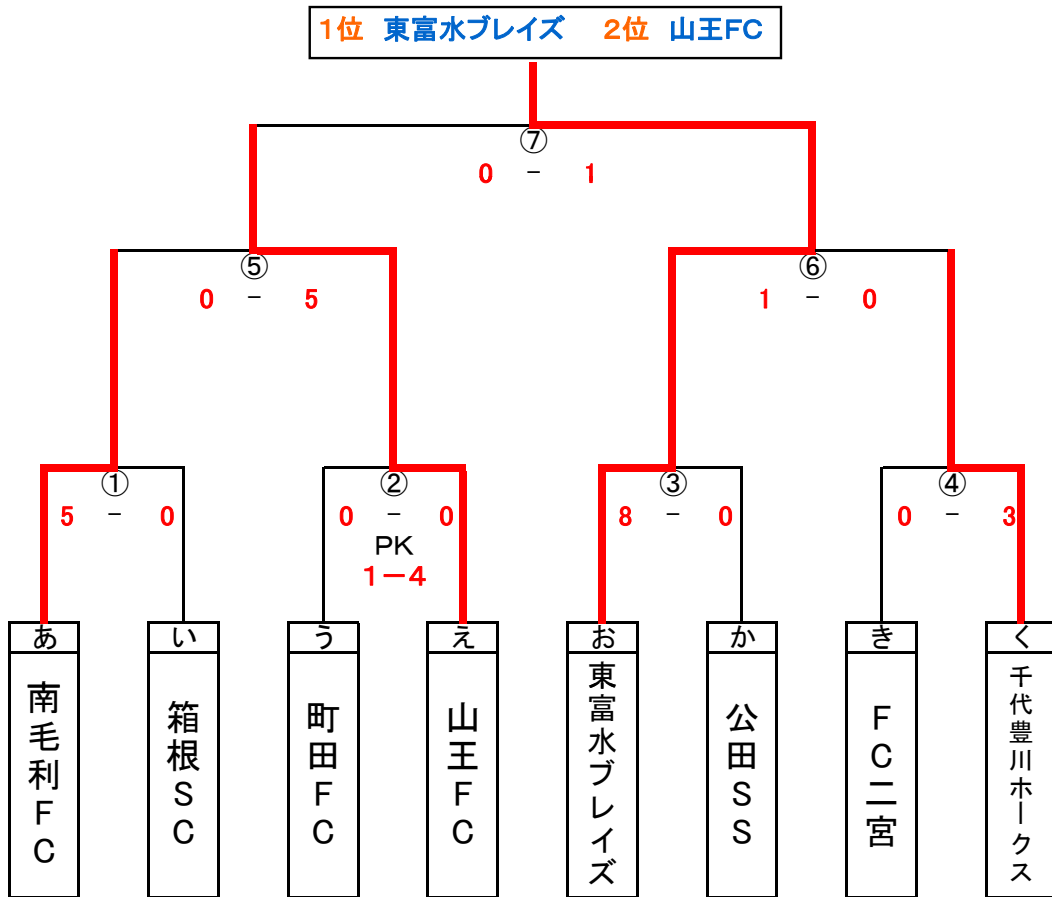 1位 東富水ブレイズ 2位 山王FC
⑦
0 - 1
⑤ ⑥
0 - 5 1 - 0
① ② ③ ④
5 - 0 0 - 0 8 - 0 0 - 3
PK
1-4
あ い う え お か き く
南毛利FC
箱根SC
町田FC
山王FC
東富水ブレイズ
公田SS
FC二宮
千代豊川ホークス